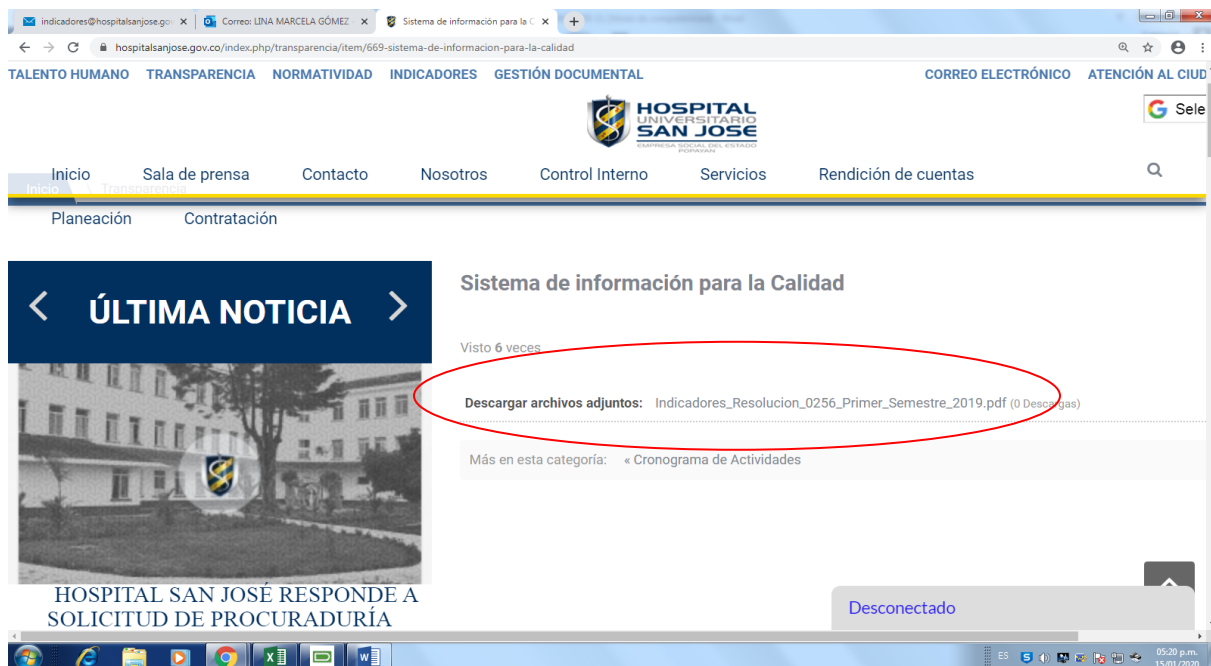 indicadores@hospitalsanjose.go
Correo: LINA MARCELA GÓMEZ
Sistema de información para la C
hospitalsanjose.gov.co/index.php/transparencia/item/669-sistema-de-informacion-para-la-calidad
TALENTO HUMANO TRANSPARENCIA NORMATIVIDAD INDICADORES GESTIÓN DOCUMENTAL CORREO ELECTRÓNICO ATENCIÓN AL CIUD
HOSPITAL
UNIVERSITARIO
SAN JOSE
EMPRESA SOCIAL DEL ESTADO
POPAYAN
G Sele
Inicio Sala de prensa Contacto Nosotros Control Interno Servicios Rendición de cuentas
Inicio \ Transparencia
Planeación Contratación
ÚLTIMA NOTICIA
Sistema de información para la Calidad
Visto 6 veces
Descargar archivos adjuntos: Indicadores_Resolucion_0256_Primer_Semestre_2019.pdf (0 Descargas)
Más en esta categoría: « Cronograma de Actividades
HOSPITAL SAN JOSÉ RESPONDE A
SOLICITUD DE PROCURADURÍA
Desconectado
ES
05:20 p.m.
15/01/2020